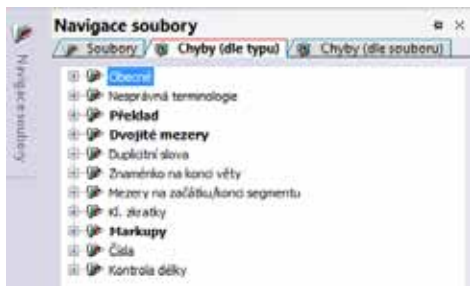 Navigace soubory
Soubory Chyby (dle typu) Chyby (dle souboru)
Navigace soubory
Obecné
Nesprávná terminologie
Překlad
Dvojité mezery
Duplicitní slova
Znaménko na konci věty
Mezery na začátku/konci segmentu
Kl. zkratky
Markupy
Čísla
Kontrola délky